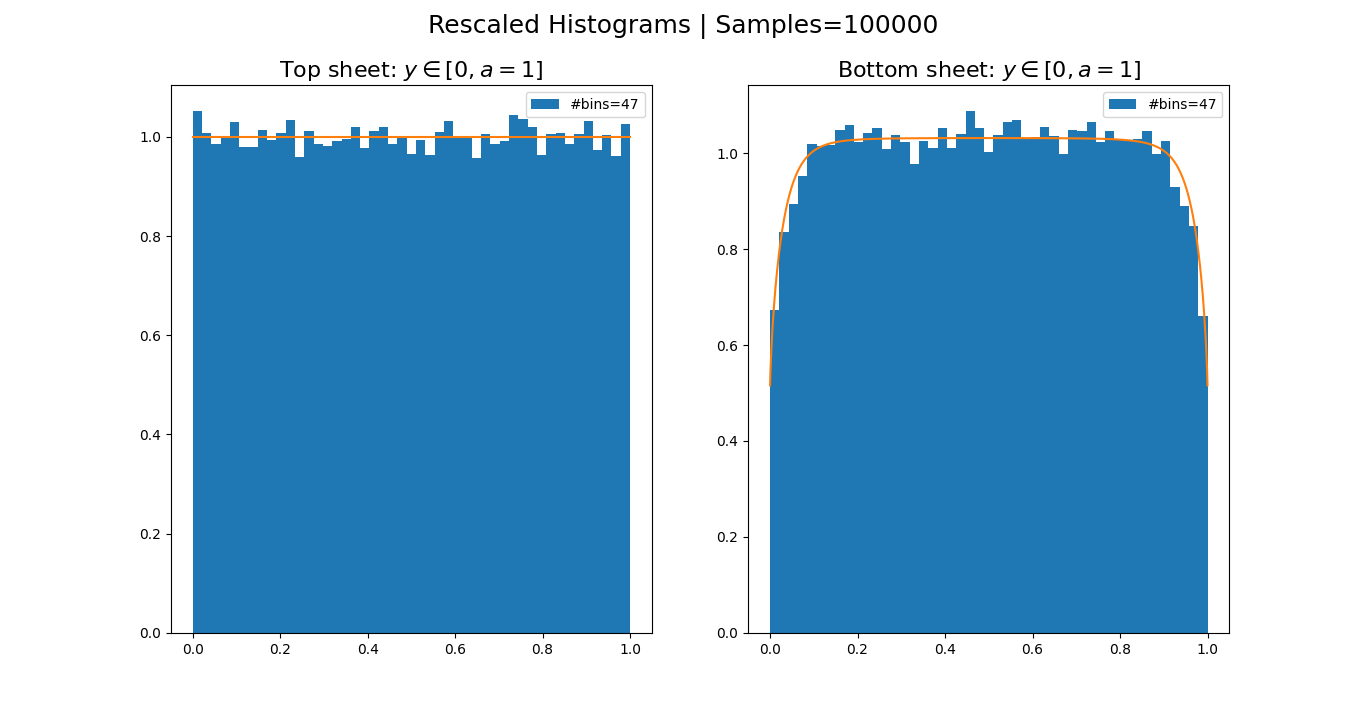 Rescaled Histograms | Samples=100000
Top sheet: y ∈ [0, a = 1]
#bins=47
1.0
0.8
0.6
0.4
0.2
0.0
0.0 0.2 0.4 0.6 0.8 1.0
Bottom sheet: y ∈ [0, a = 1]
#bins=47
1.0
0.8
0.6
0.4
0.2
0.0
0.0 0.2 0.4 0.6 0.8 1.0